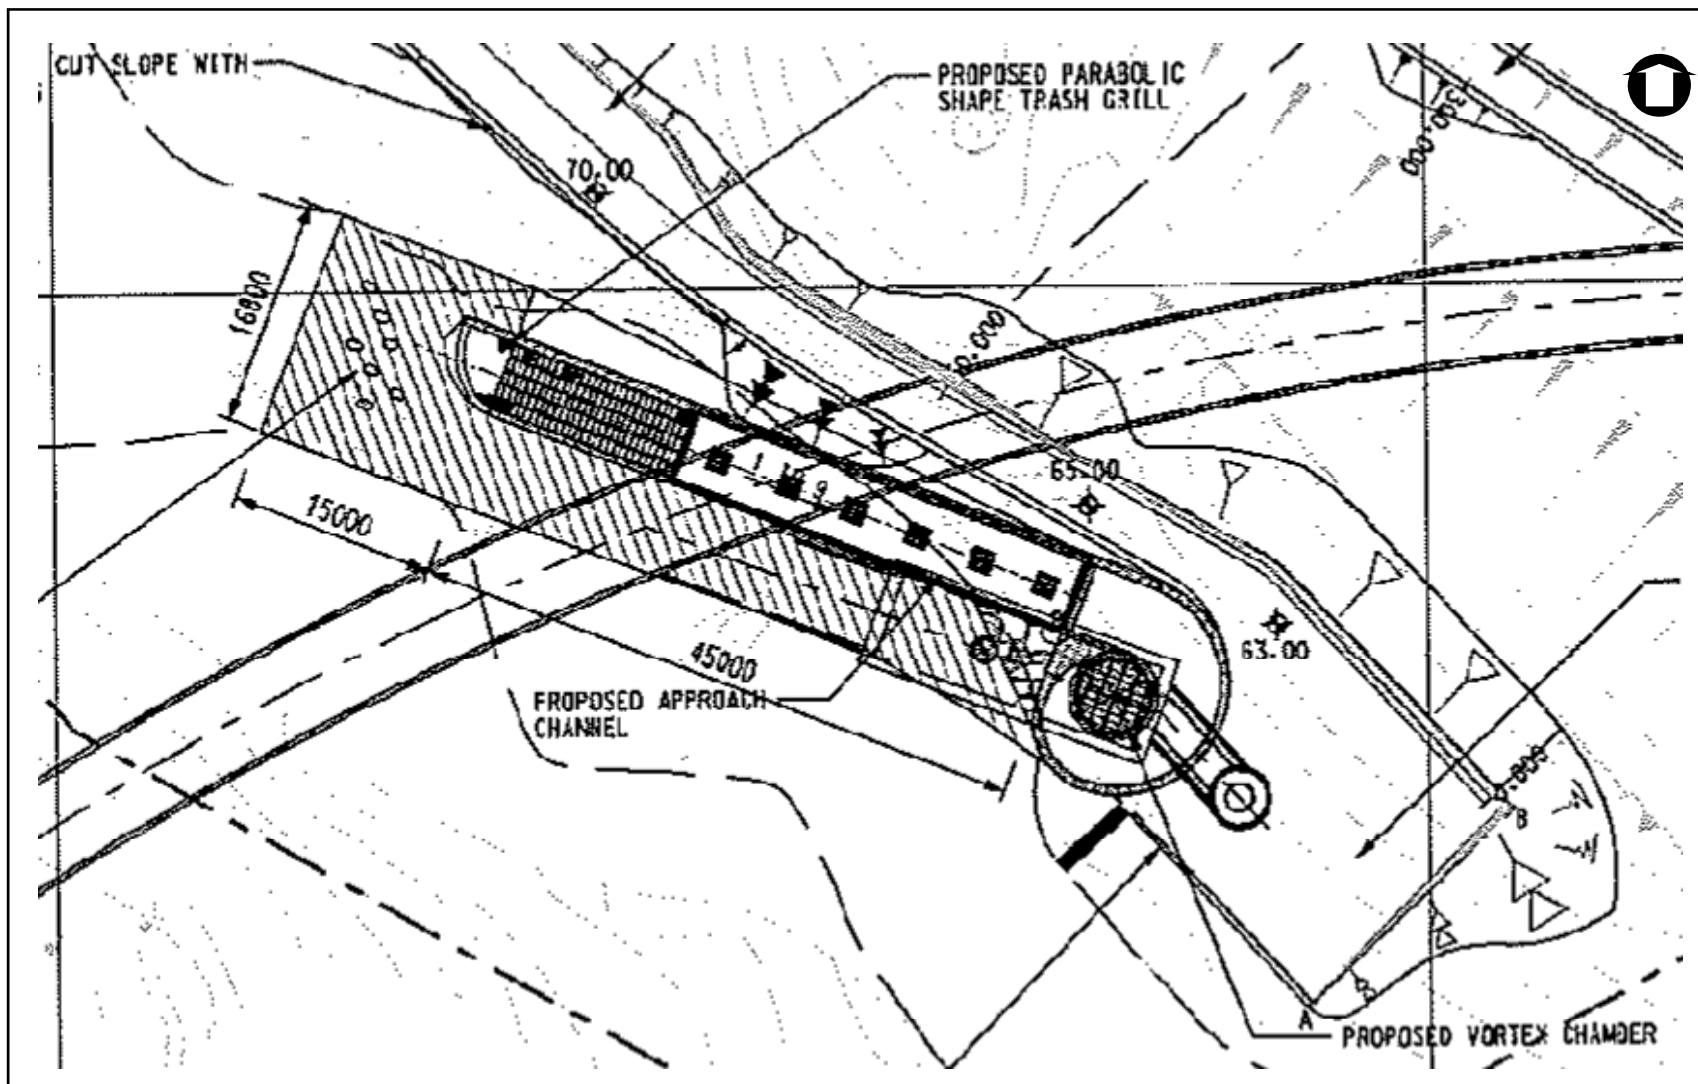 CUT SLOPE WITH
PROPOSED PARABOLIC
SHAPE TRASH GRILL
70.00
16800
65.00
15000
45000
63.00
FROPOSED APPROACH
CHANNEL
B
A
PROPOSED VORTEX CHAMBER